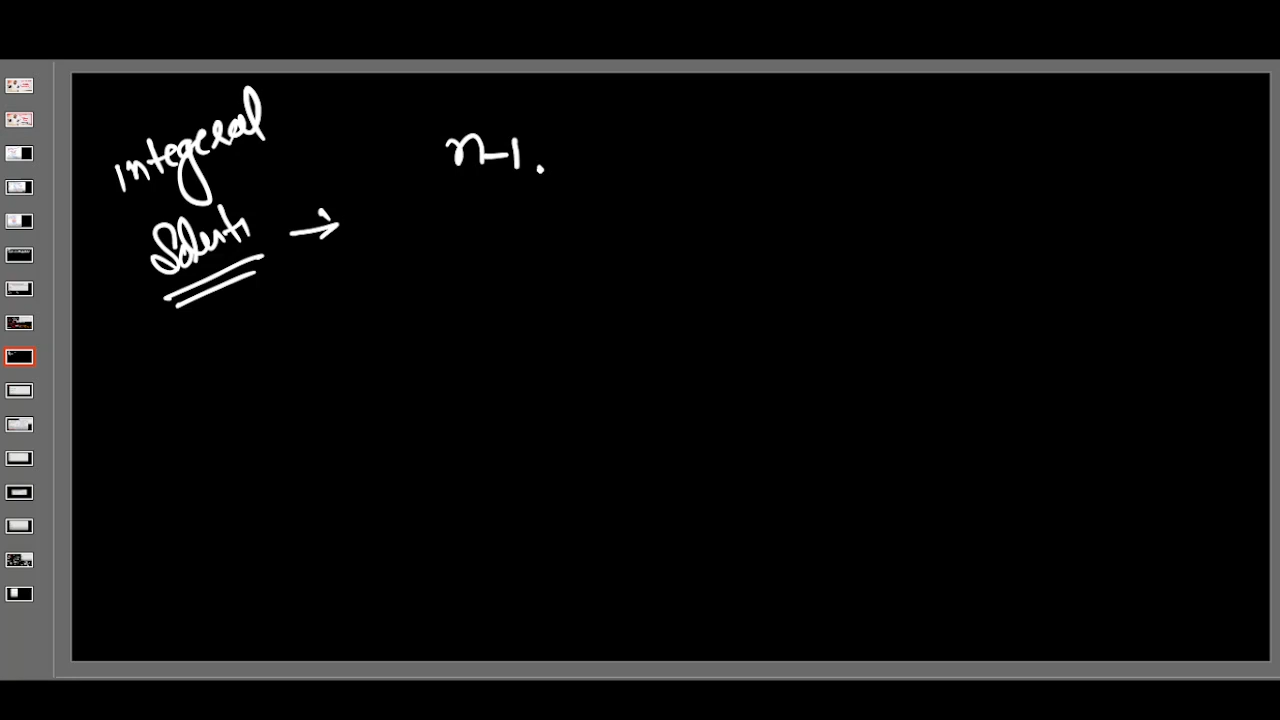 integeral
n-1.
Soluti →